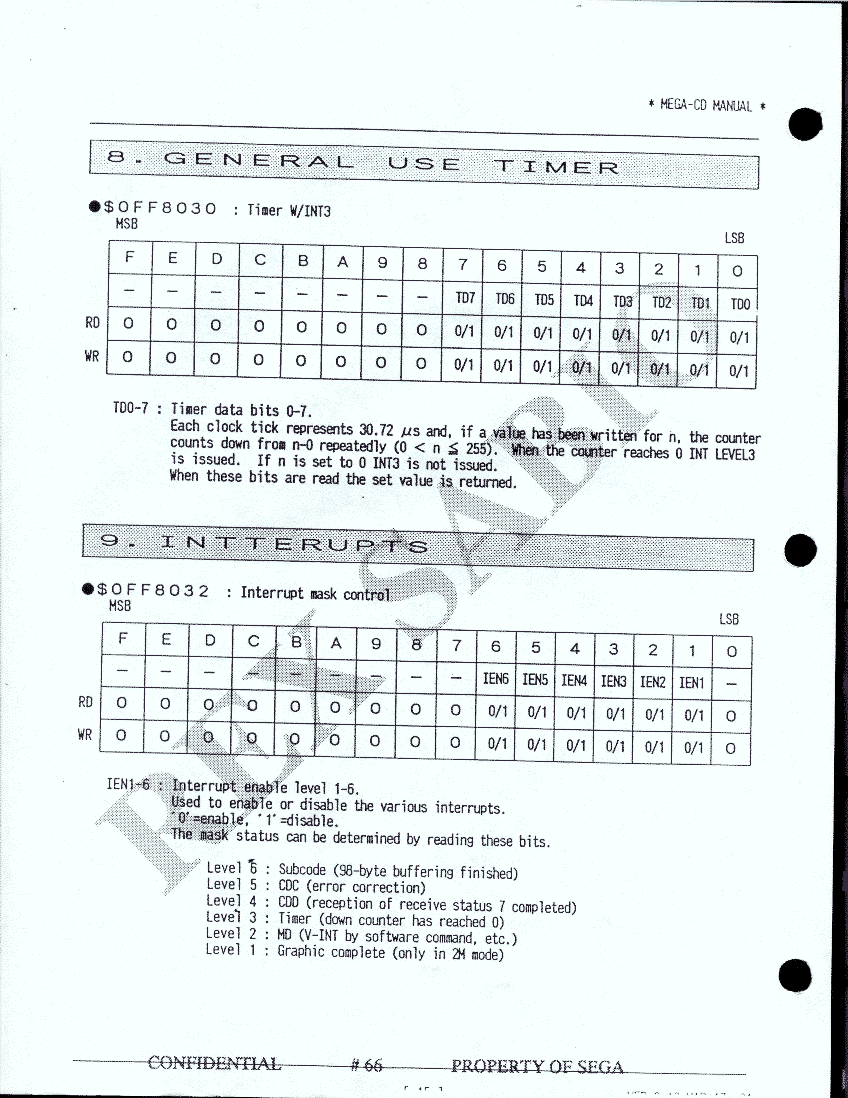 * MEGA-CD MANUAL *
8. GENERAL USE TIMER
●$0FF8030 : Timer W/INT3
MSB LSB
F E D C B A 9 8 7 6 5 4 3 2 1 0
— — — — — — — — TD7 TD6 TD5 TD4 TD3 TD2 TD1 TD0
RD 0 0 0 0 0 0 0 0 0/1 0/1 0/1 0/1 0/1 0/1 0/1 0/1
WR 0 0 0 0 0 0 0 0 0/1 0/1 0/1 0/1 0/1 0/1 0/1 0/1
TD0-7 : Timer data bits 0-7.
Each clock tick represents 30.72 μs and, if a value has been written for n, the counter
counts down from n-0 repeatedly (0 < n ≦ 255). When the counter reaches 0 INT LEVEL3
is issued. If n is set to 0 INT3 is not issued.
When these bits are read the set value is returned.
9. INTTERUPTS
●$0FF8032 : Interrupt mask control
MSB LSB
F E D C B A 9 8 7 6 5 4 3 2 1 0
— — — — — — — — — IEN6 IEN5 IEN4 IEN3 IEN2 IEN1 —
RD 0 0 0 0 0 0 0 0 0 0/1 0/1 0/1 0/1 0/1 0/1 0
WR 0 0 0 0 0 0 0 0 0 0/1 0/1 0/1 0/1 0/1 0/1 0
IEN1-6 : Interrupt enable level 1-6.
Used to enable or disable the various interrupts.
'0'=enable, '1'=disable.
The mask status can be determined by reading these bits.
Level 6 : Subcode (98-byte buffering finished)
Level 5 : CDC (error correction)
Level 4 : CDD (reception of receive status 7 completed)
Level 3 : Timer (down counter has reached 0)
Level 2 : MD (V-INT by software command, etc.)
Level 1 : Graphic complete (only in 2M mode)
REX SABIO
CONFIDENTIAL #66 PROPERTY OF SEGA